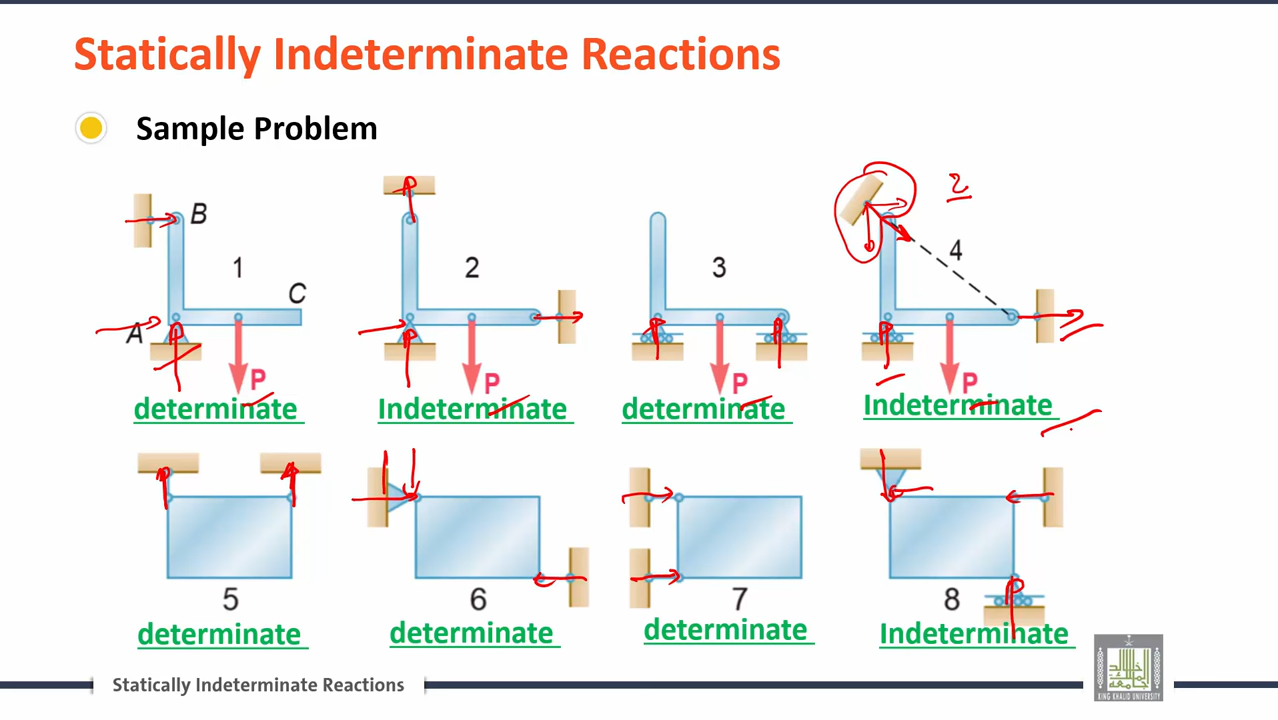 Statically Indeterminate Reactions
Sample Problem
B
1
C
A
P
determinate
2
P
Indeterminate
3
P
determinate
2
4
P
Indeterminate
5
determinate
6
determinate
7
determinate
8
Indeterminate
Statically Indeterminate Reactions
KING KHALID UNIVERSITY